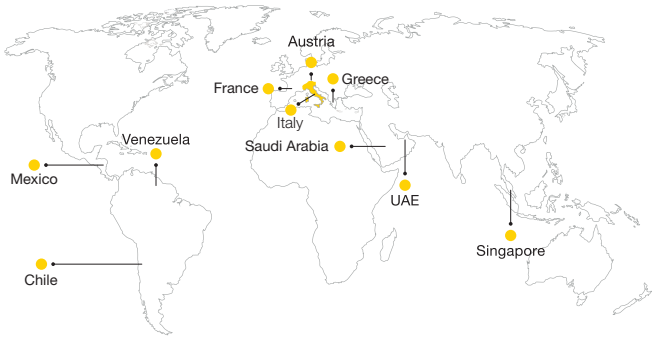 Austria
France
Greece
Italy
Venezuela
Saudi Arabia
Mexico
UAE
Singapore
Chile